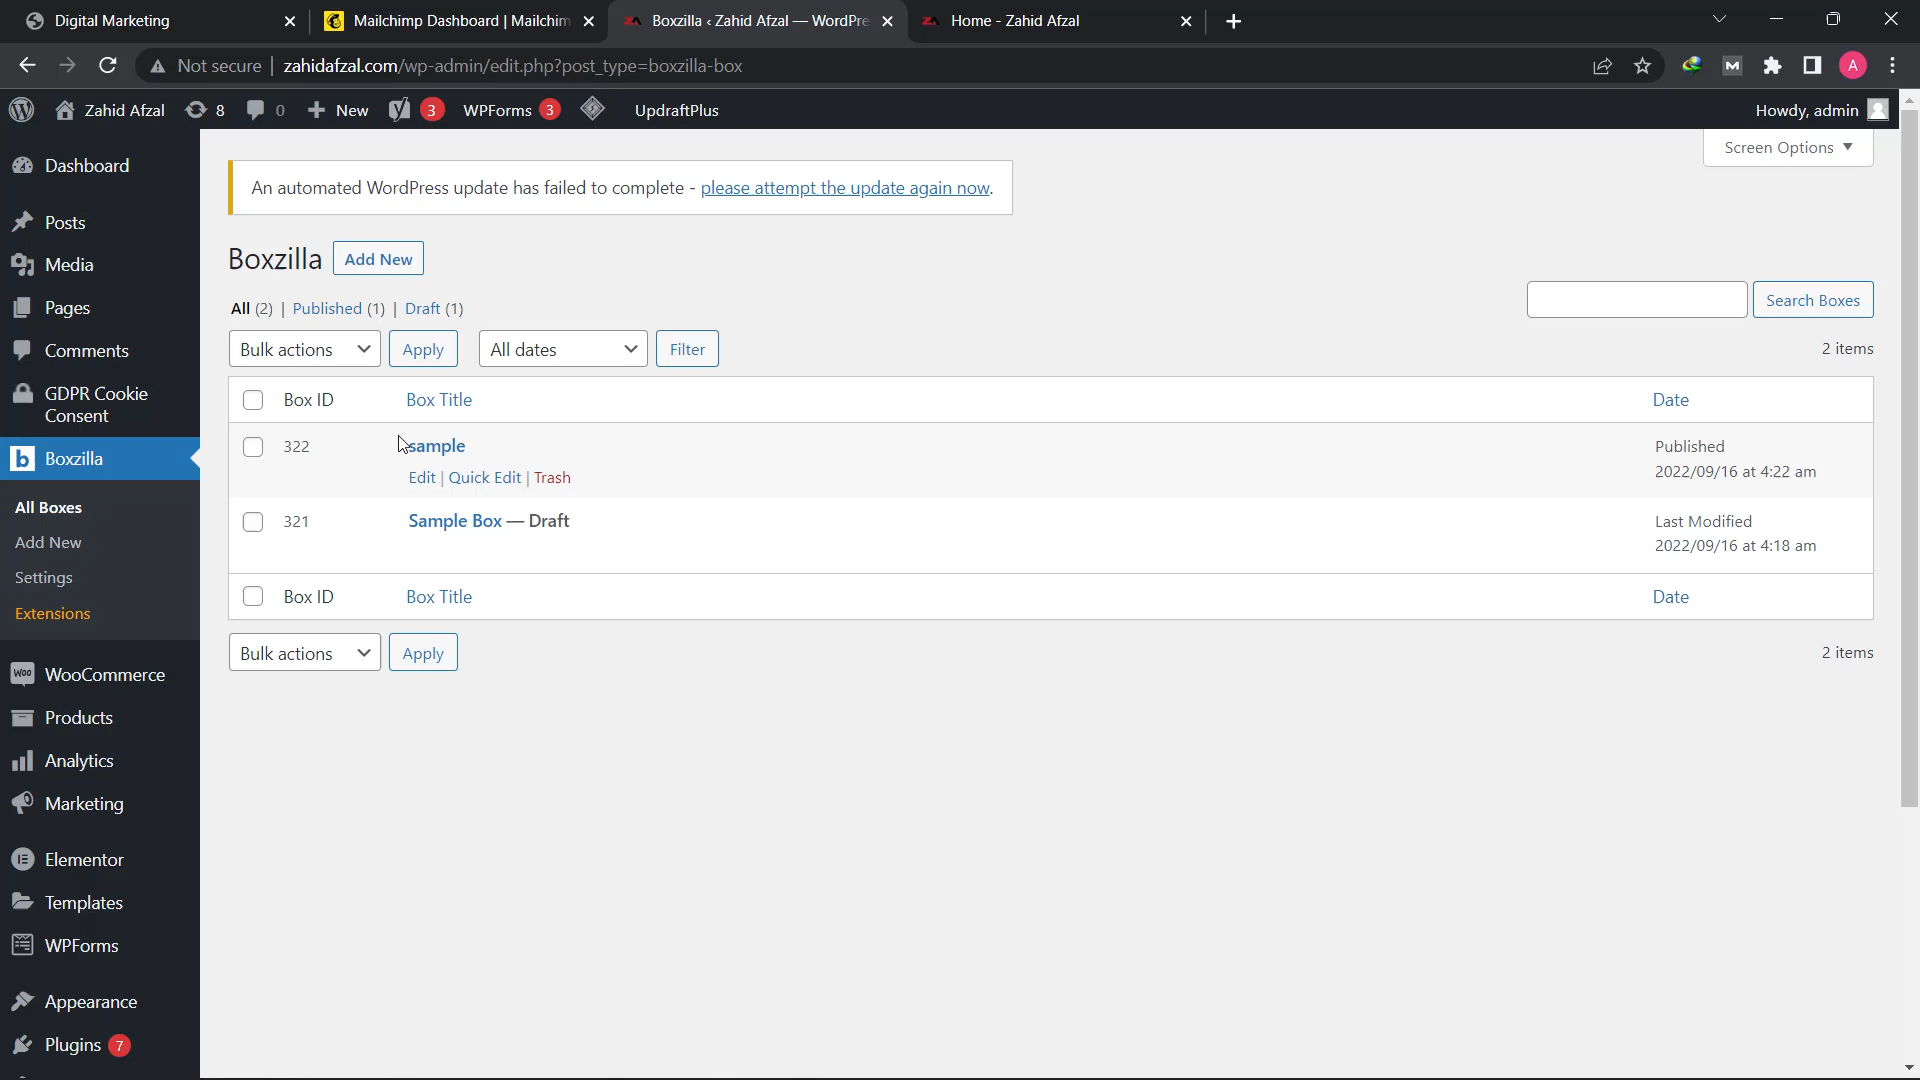 Digital Marketing
Mailchimp Dashboard | Mailchim
Boxzilla ‹ Zahid Afzal — WordPre
Home - Zahid Afzal
Not secure | zahidafzal.com/wp-admin/edit.php?post_type=boxzilla-box
M
A
Zahid Afzal 8 0 New 3 WPForms 3 UpdraftPlus Howdy, admin
Screen Options
Dashboard
Posts
Media
Pages
Comments
GDPR Cookie
Consent
b Boxzilla
All Boxes
Add New
Settings
Extensions
Woo WooCommerce
Products
Analytics
Marketing
Elementor
Templates
WPForms
Appearance
Plugins 7
An automated WordPress update has failed to complete - please attempt the update again now.
Boxzilla Add New
All (2) | Published (1) | Draft (1)
Search Boxes
Bulk actions Apply All dates Filter 2 items
Box ID Box Title Date
322 sample Published
Edit | Quick Edit | Trash 2022/09/16 at 4:22 am
321 Sample Box — Draft Last Modified
2022/09/16 at 4:18 am
Box ID Box Title Date
Bulk actions Apply 2 items